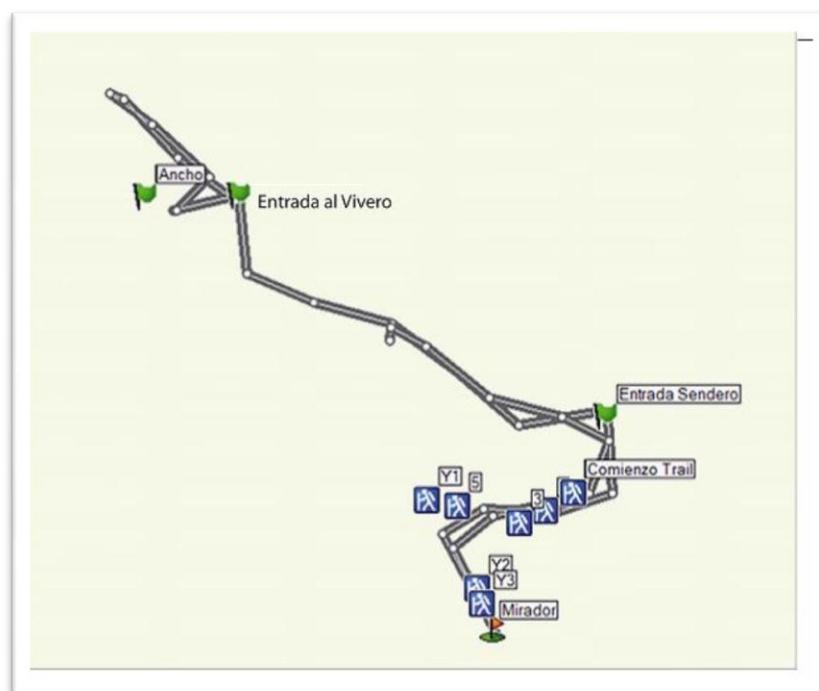 Ancho
Entrada al Vivero
Entrada Sendero
Comienzo Trail
Y1
5
3
Y2
Y3
Mirador